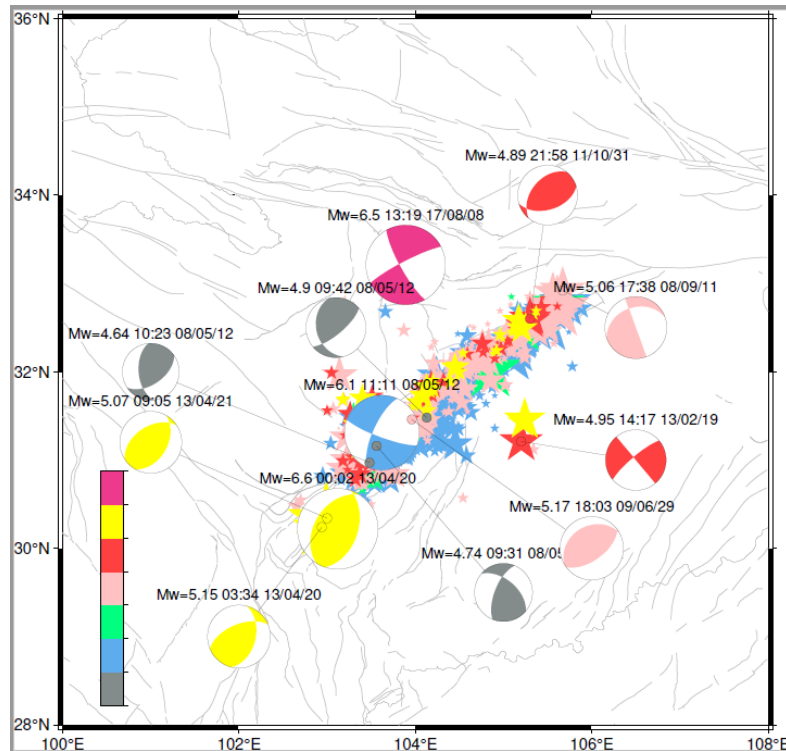 36°N
Mw=4.89 21:58 11/10/31
34°N
Mw=6.5 13:19 17/08/08
Mw=4.9 09:42 08/05/12
Mw=5.06 17:38 08/09/11
Mw=4.64 10:23 08/05/12
32°N
Mw=6.1 11:11 08/05/12
Mw=5.07 09:05 13/04/21
Mw=4.95 14:17 13/02/19
Mw=6.6 00:02 13/04/20
Mw=5.17 18:03 09/06/29
30°N
Mw=4.74 09:31 08/05
Mw=5.15 03:34 13/04/20
28°N
100°E 102°E 104°E 106°E 108°E